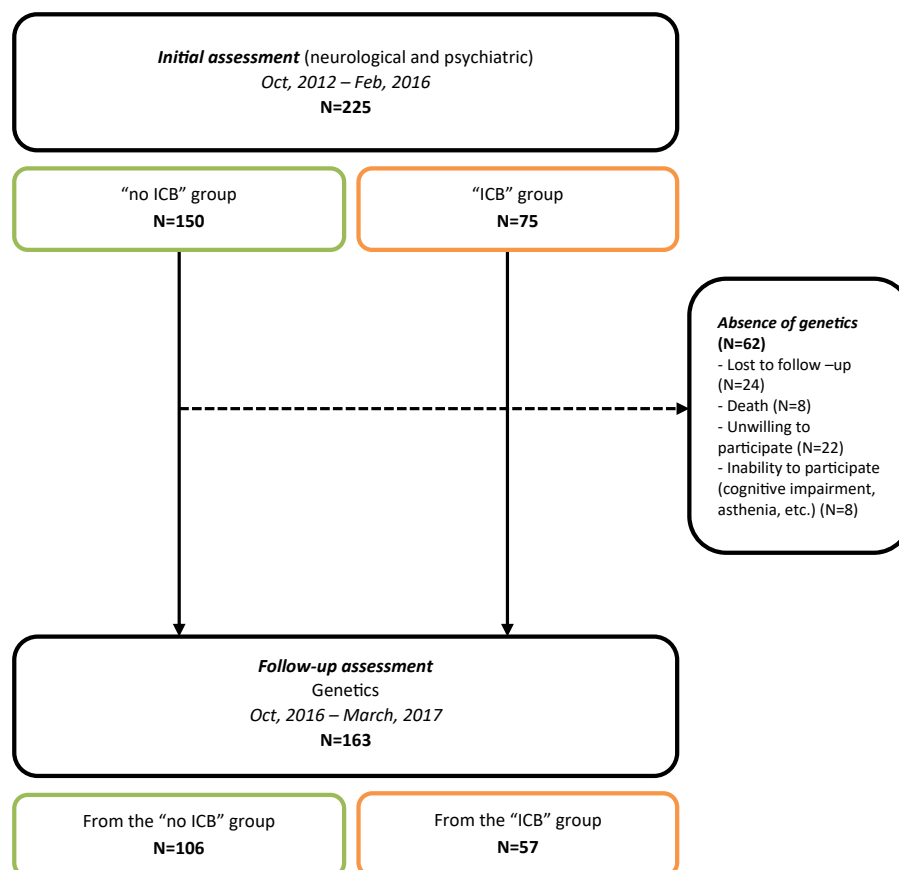 Initial assessment (neurological and psychiatric)
Oct, 2012 – Feb, 2016
N=225
“no ICB” group
N=150
“ICB” group
N=75
Absence of genetics
(N=62)
- Lost to follow –up
(N=24)
- Death (N=8)
- Unwilling to
participate (N=22)
- Inability to participate
(cognitive impairment,
asthenia, etc.) (N=8)
Follow-up assessment
Genetics
Oct, 2016 – March, 2017
N=163
From the “no ICB” group
N=106
From the “ICB” group
N=57